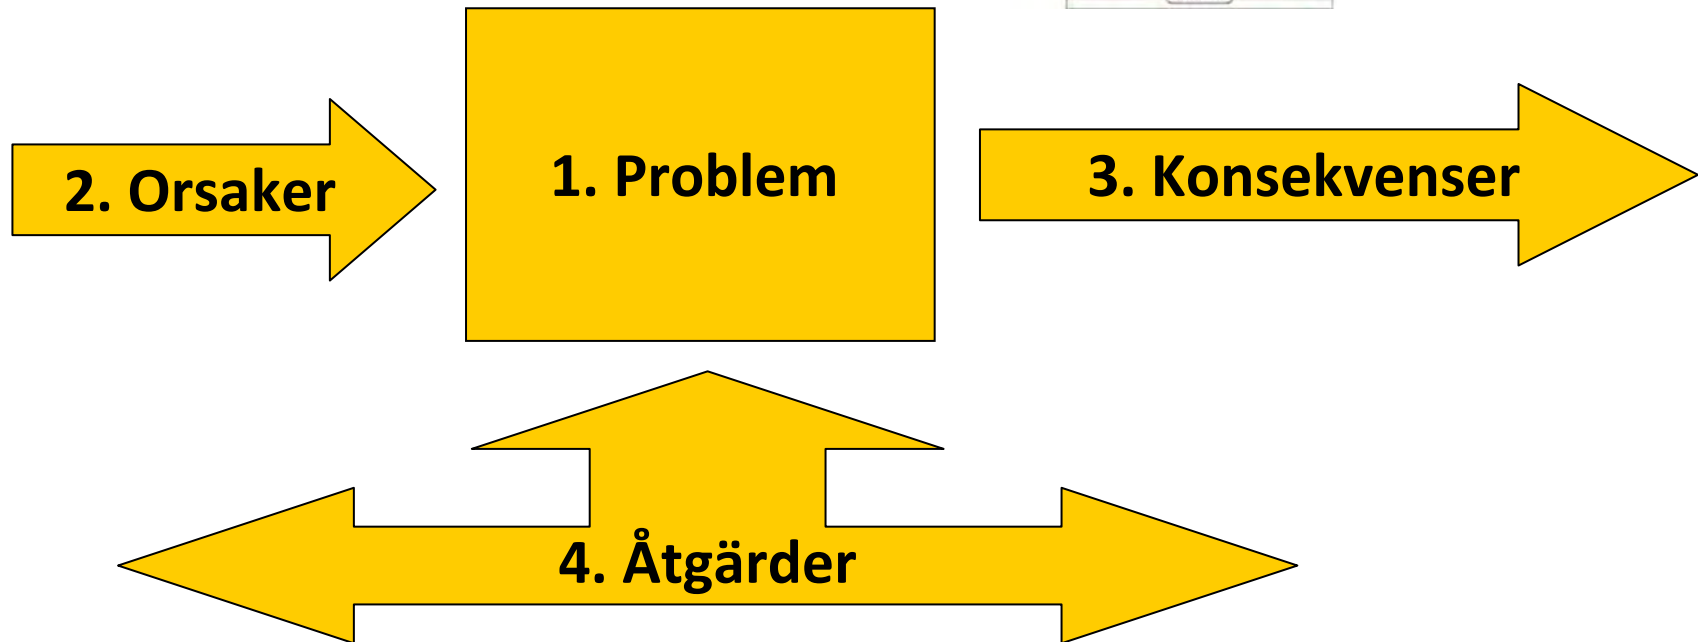 2. Orsaker
1. Problem
3. Konsekvenser
4. Åtgärder